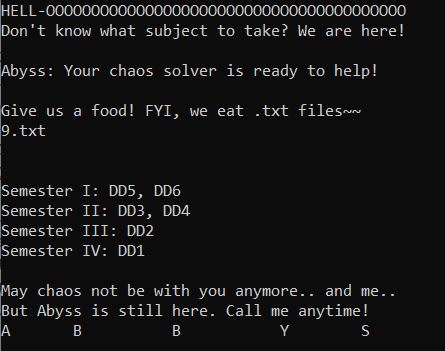 HELL-OOOOOOOOOOOOOOOOOOOOOOOOOOOOOOOOOOOOOOOO
Don't know what subject to take? We are here!
Abyss: Your chaos solver is ready to help!
Give us a food! FYI, we eat .txt files~~
9.txt
Semester I: DD5, DD6
Semester II: DD3, DD4
Semester III: DD2
Semester IV: DD1
May chaos not be with you anymore.. and me..
But Abyss is still here. Call me anytime!
A B B Y S